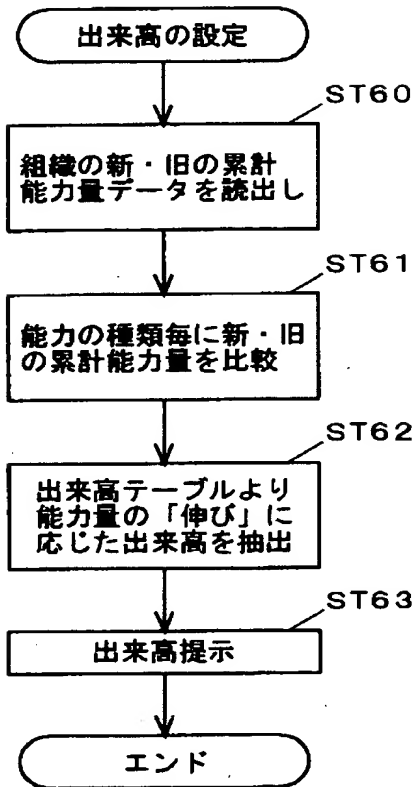 出来高の設定
ST60
組織の新・旧の累計
能力量データを読出し
ST61
能力の種類毎に新・旧
の累計能力量を比較
ST62
出来高テーブルより
能力量の「伸び」に
応じた出来高を抽出
ST63
出来高提示
エンド